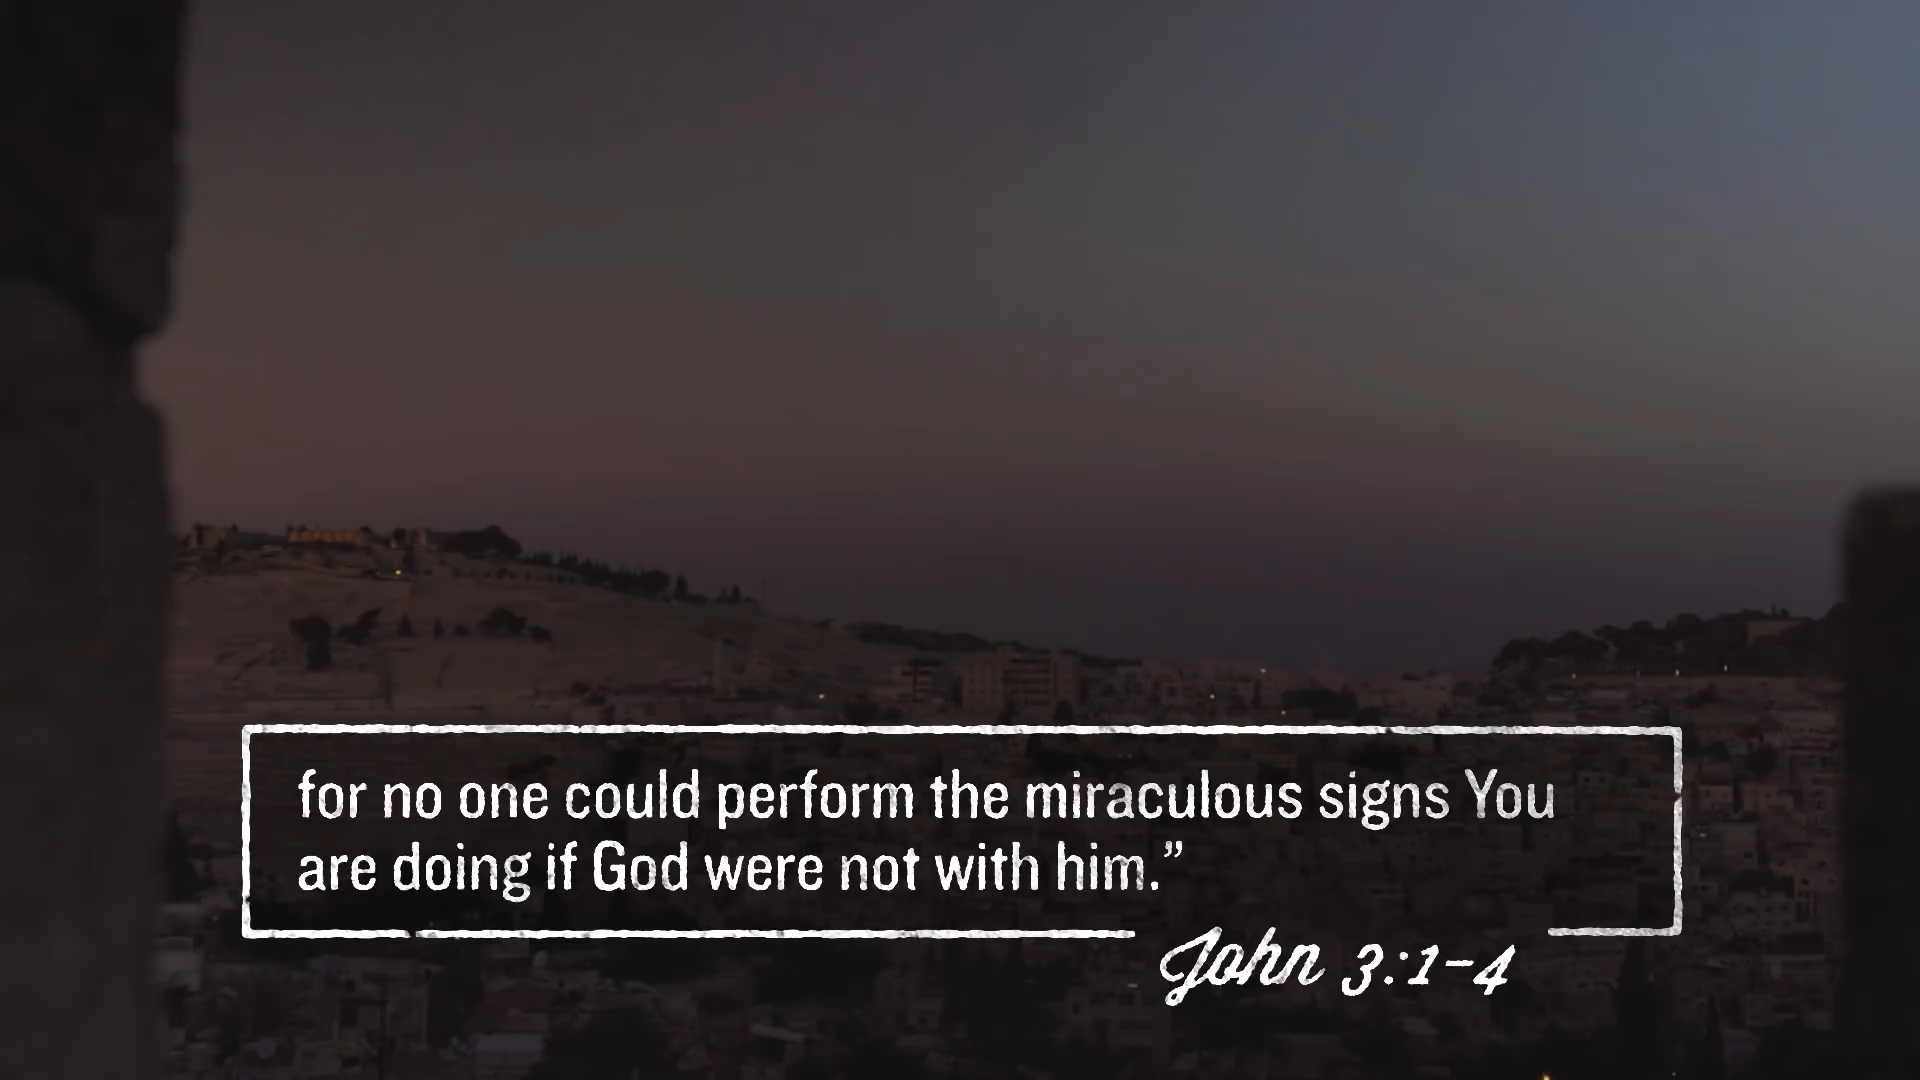 for no one could perform the miraculous signs You
are doing if God were not with him.”
John 3:1-4